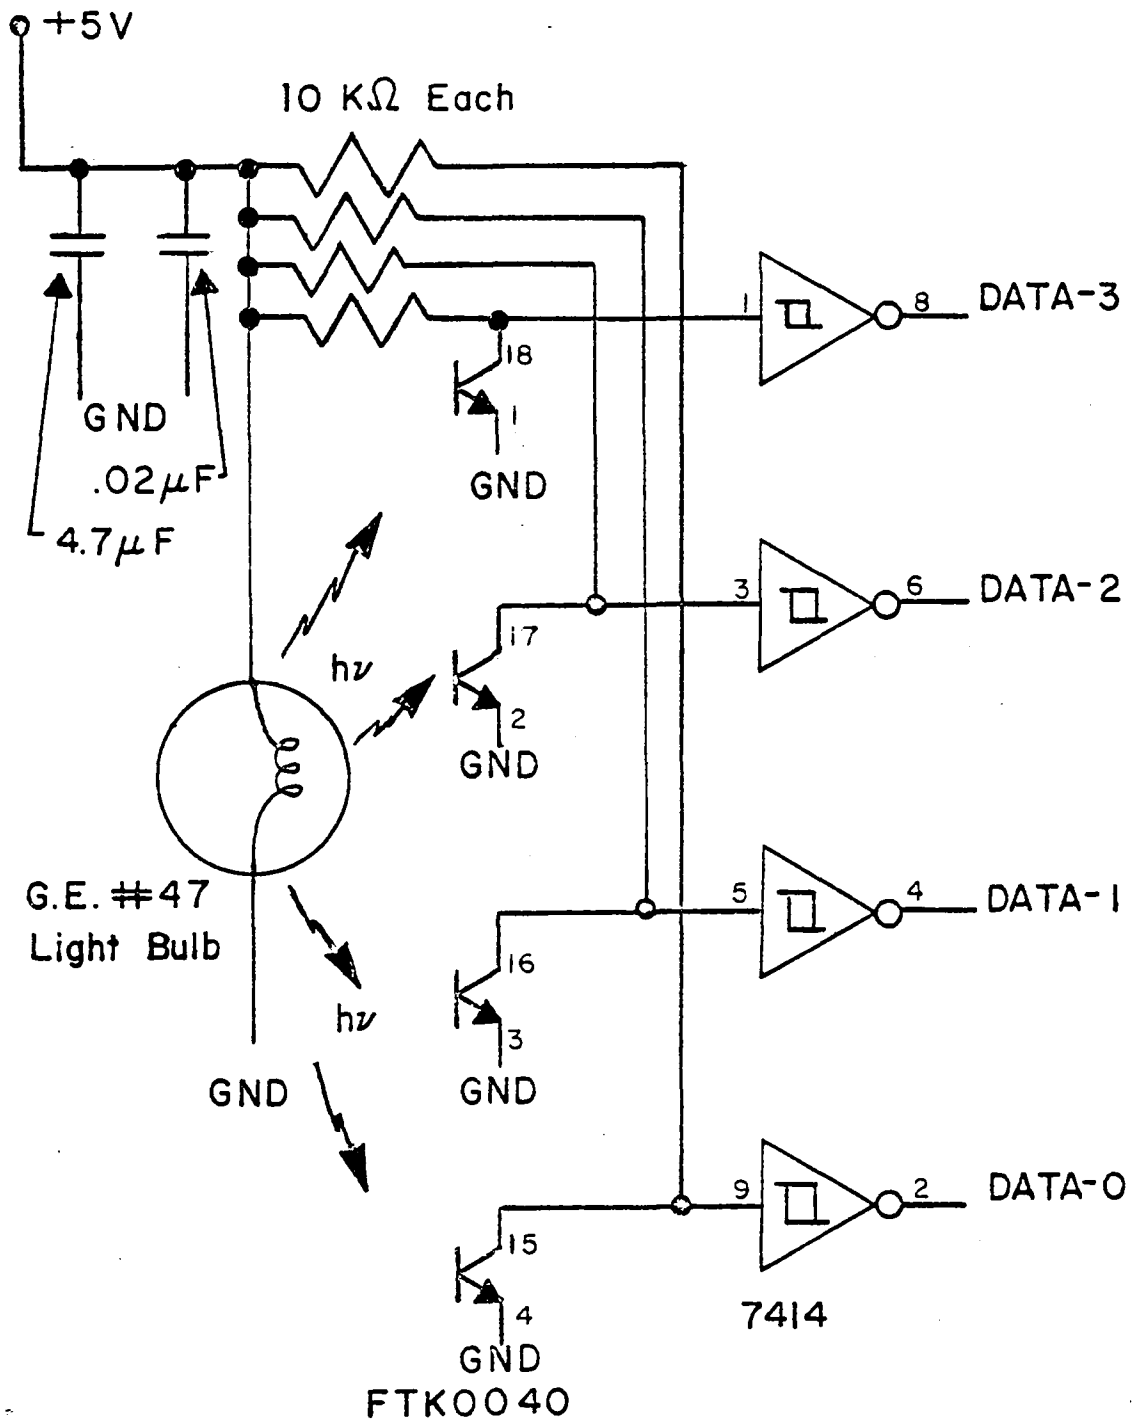 +5V
10 KΩ Each
1
8
DATA-3
18
1
GND
GND
.02μF
4.7μF
3
6
DATA-2
17
hν
2
GND
G.E. #47
Light Bulb
5
4
DATA-1
16
hν
3
GND
GND
9
2
DATA-0
15
4
7414
GND
FTK0040